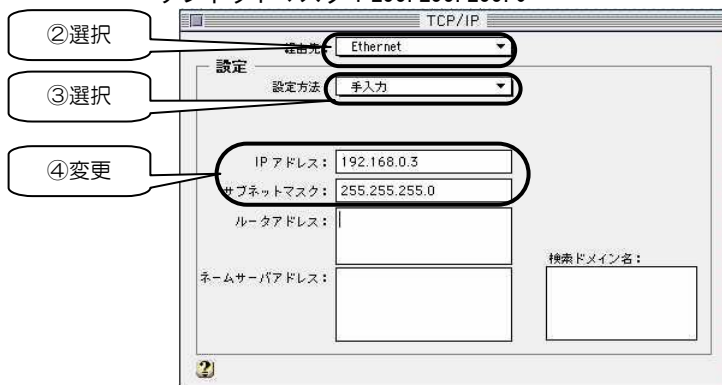 サブネットマスク：255.255.255.0
TCP/IP
②選択
経由先：
Ethernet
設定
③選択
設定方法
手入力
④変更
IP アドレス：
192.168.0.3
サブネットマスク：
255.255.255.0
ルータアドレス：
検索ドメイン名：
ネームサーバアドレス：
?